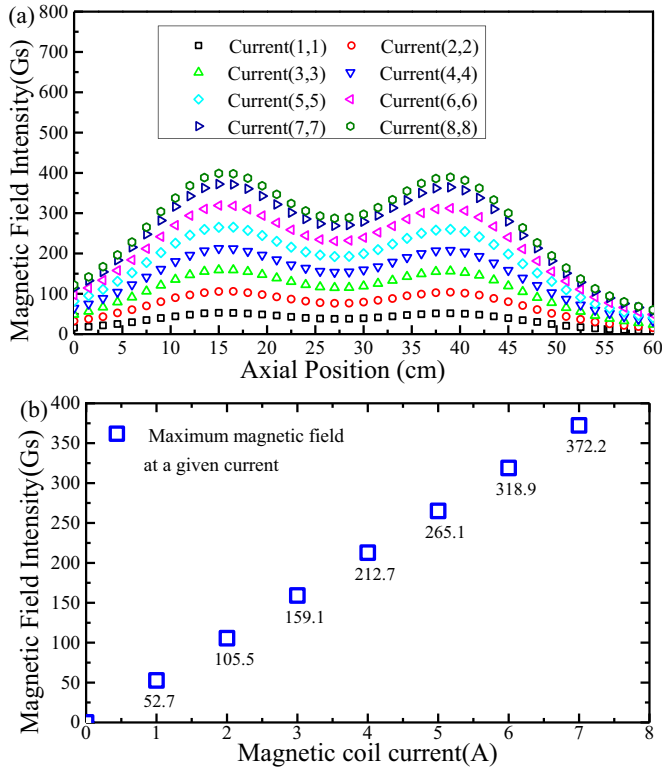 (a)
800
700
600
500
400
300
200
100
0
Magnetic Field Intensity(Gs)
Current(1,1) Current(2,2)
Current(3,3) Current(4,4)
Current(5,5) Current(6,6)
Current(7,7) Current(8,8)
0 5 10 15 20 25 30 35 40 45 50 55 60
Axial Position (cm)
(b)
400
350
300
250
200
150
100
50
0
Magnetic Field Intensity(Gs)
Maximum magnetic field
at a given current
372.2
318.9
265.1
212.7
159.1
105.5
52.7
0 1 2 3 4 5 6 7 8
Magnetic coil current(A)